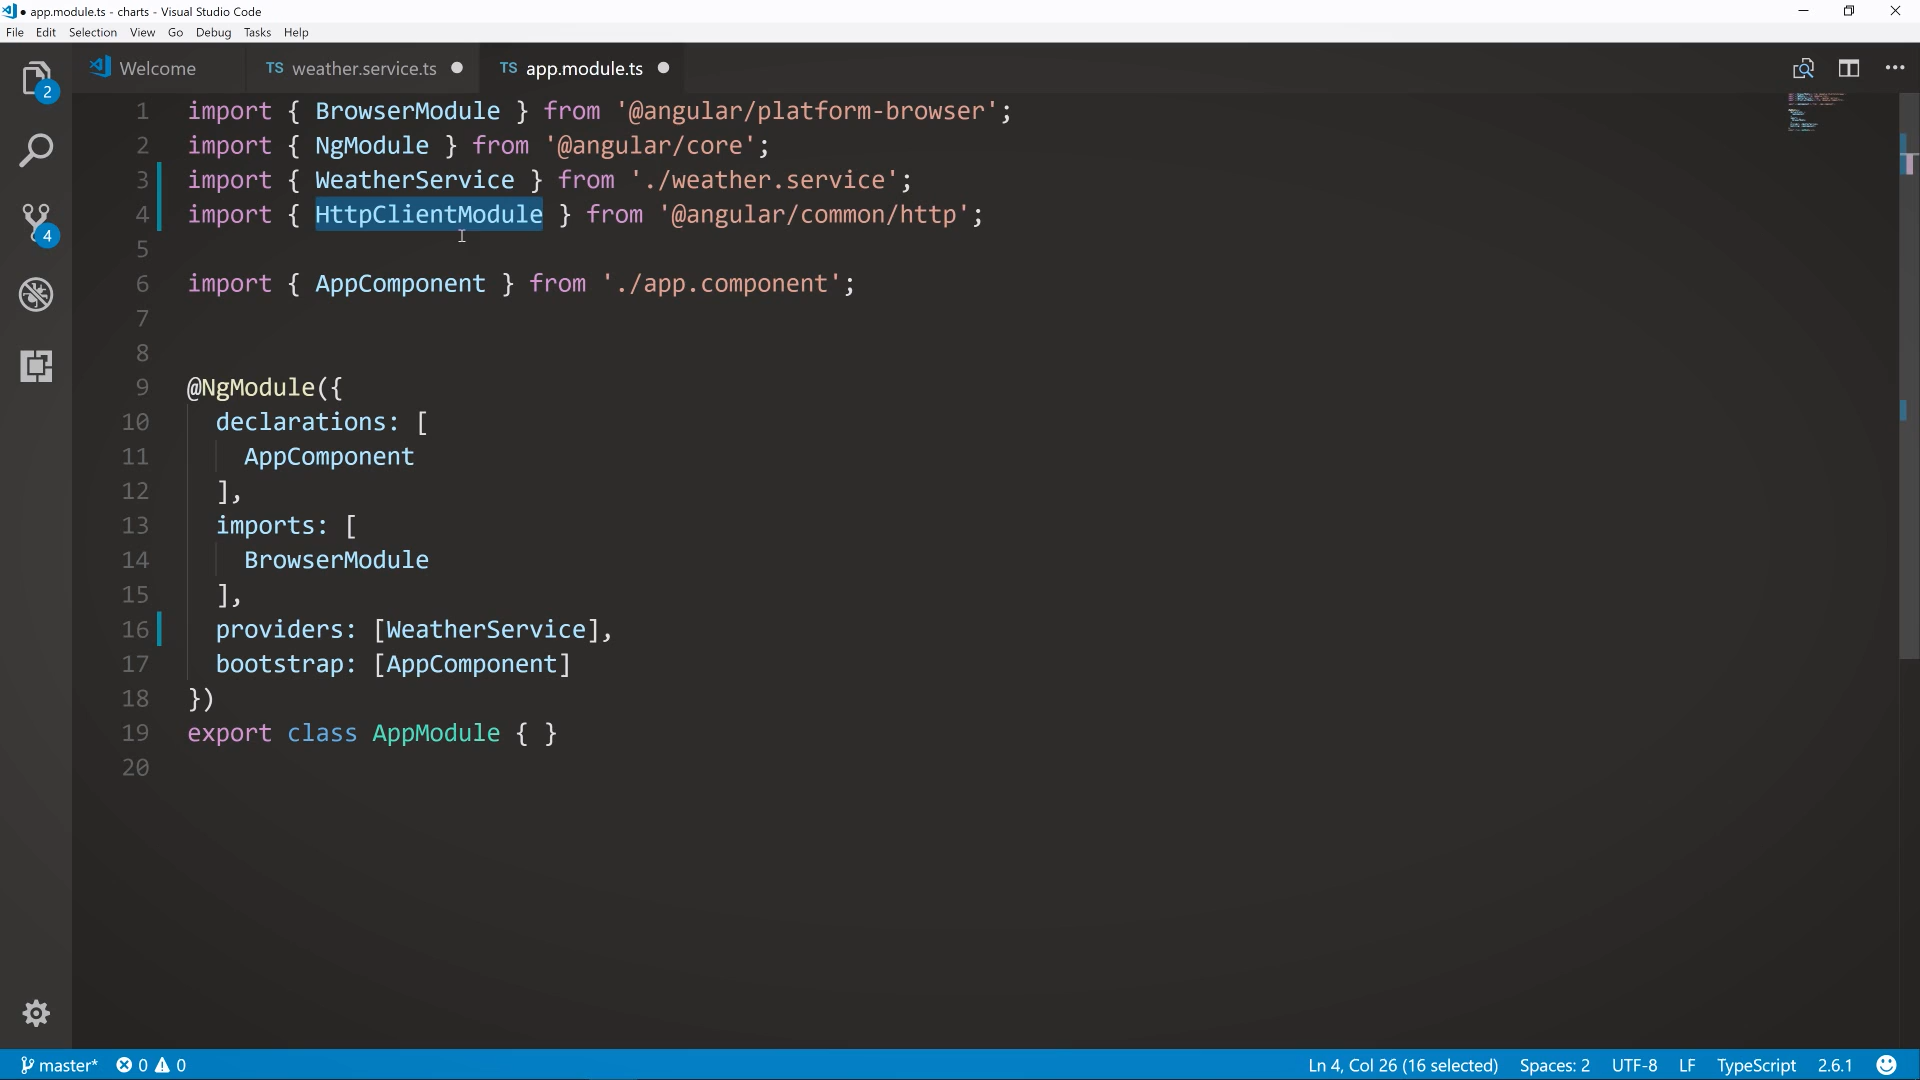 ● app.module.ts - charts - Visual Studio Code
File Edit Selection View Go Debug Tasks Help
Welcome TS weather.service.ts ● TS app.module.ts ●
2
4
1 import { BrowserModule } from '@angular/platform-browser';
2 import { NgModule } from '@angular/core';
3 import { WeatherService } from './weather.service';
4 import { HttpClientModule } from '@angular/common/http';
5
6 import { AppComponent } from './app.component';
7
8
9 @NgModule({
10 declarations: [
11 AppComponent
12 ],
13 imports: [
14 BrowserModule
15 ],
16 providers: [WeatherService],
17 bootstrap: [AppComponent]
18 })
19 export class AppModule { }
20
master* 0 0 Ln 4, Col 26 (16 selected) Spaces: 2 UTF-8 LF TypeScript 2.6.1